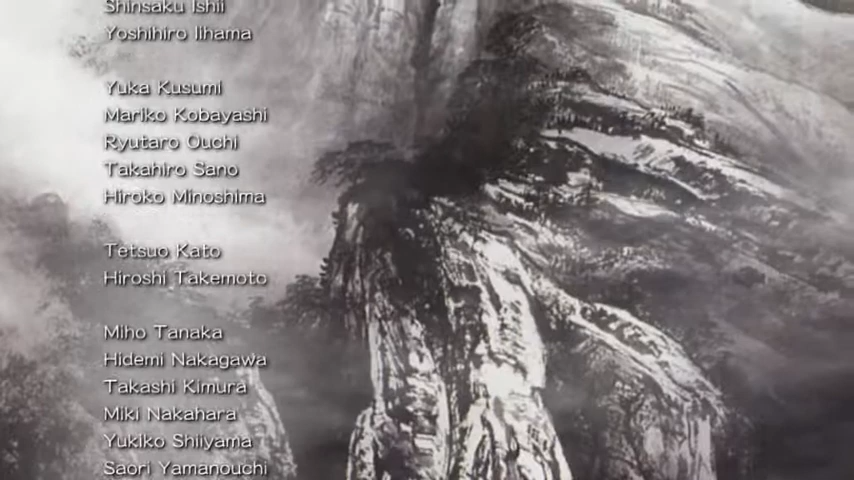 Shinsaku Ishii
Yoshihiro Iihama
Yuka Kusumi
Mariko Kobayashi
Ryutaro Ouchi
Takahiro Sano
Hiroko Minoshima
Tetsuo Kato
Hiroshi Takemoto
Miho Tanaka
Hidemi Nakagawa
Takashi Kimura
Miki Nakahara
Yukiko Shiiyama
Saori Yamanouchi